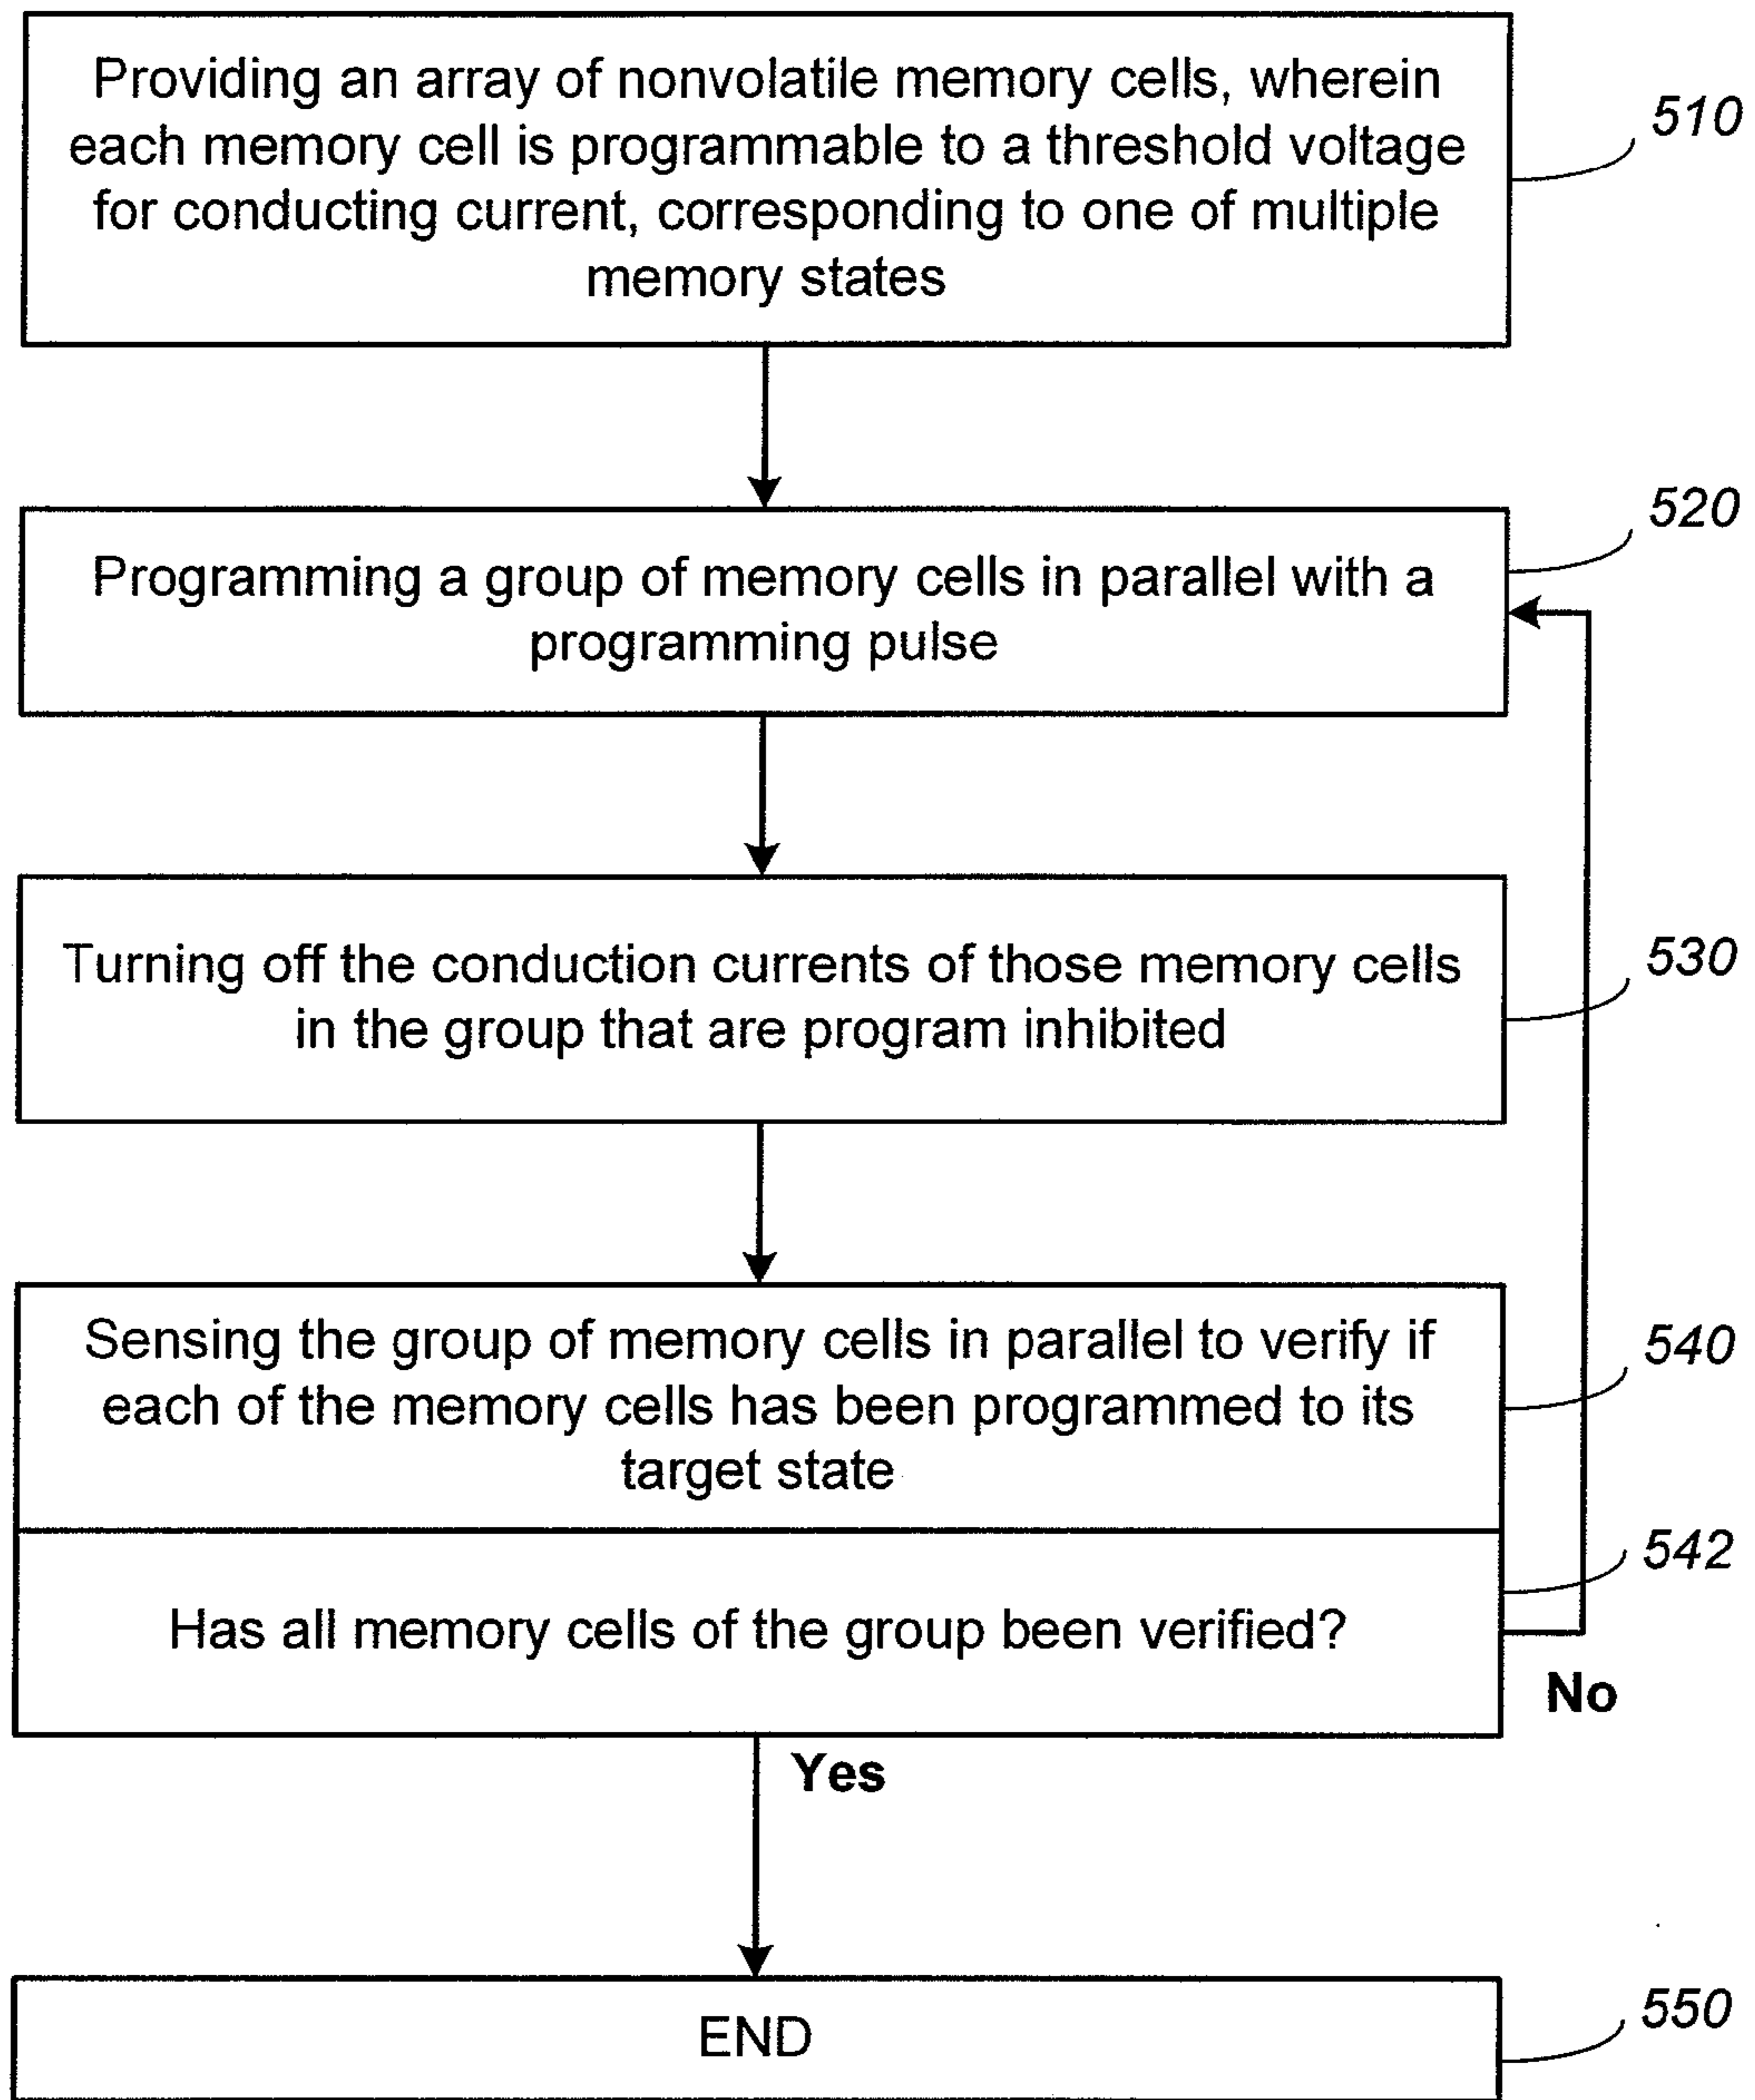 Providing an array of nonvolatile memory cells, wherein
each memory cell is programmable to a threshold voltage
for conducting current, corresponding to one of multiple
memory states
510
Programming a group of memory cells in parallel with a
programming pulse
520
Turning off the conduction currents of those memory cells
in the group that are program inhibited
530
Sensing the group of memory cells in parallel to verify if
each of the memory cells has been programmed to its
target state
540
Has all memory cells of the group been verified?
542
No
Yes
END
550